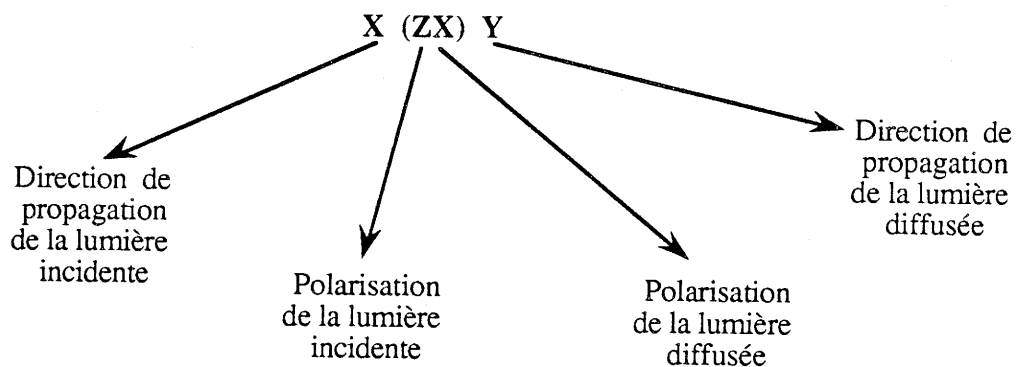 X (ZX) Y
Direction de
propagation
de la lumière
incidente
Polarisation
de la lumière
incidente
Polarisation
de la lumière
diffusée
Direction de
propagation
de la lumière
diffusée